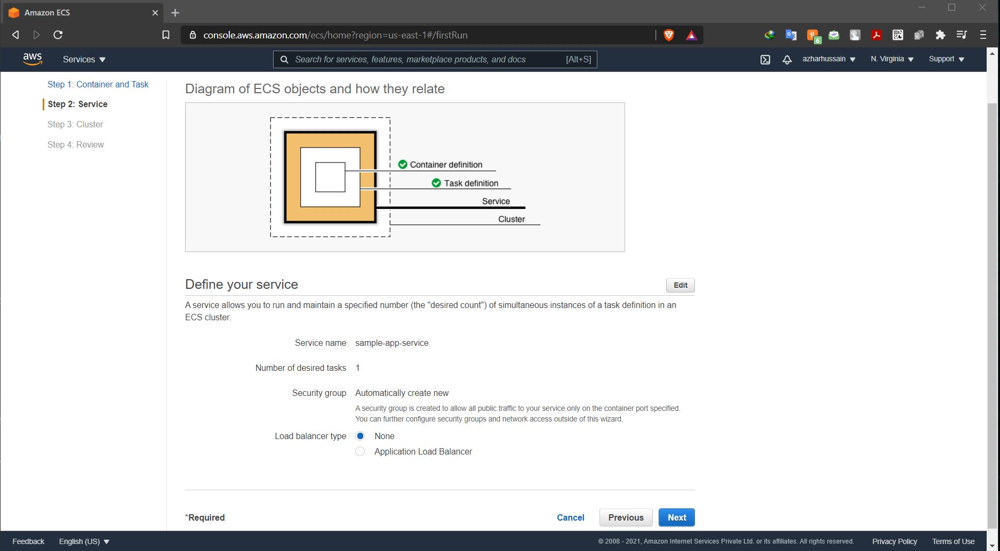 Amazon ECS
console.aws.amazon.com/ecs/home?region=us-east-1#/firstRun
6
aws
Services
Search for services, features, marketplace products, and docs [Alt+S]
azharhussain
N. Virginia
Support
Step 1: Container and Task
Step 2: Service
Step 3: Cluster
Step 4: Review
Diagram of ECS objects and how they relate
Container definition
Task definition
Service
Cluster
Define your service
Edit
A service allows you to run and maintain a specified number (the "desired count") of simultaneous instances of a task definition in an
ECS cluster.
Service name sample-app-service
Number of desired tasks 1
Security group Automatically create new
A security group is created to allow all public traffic to your service only on the container port specified.
You can further configure security groups and network access outside of this wizard.
Load balancer type None
Application Load Balancer
*Required
Cancel
Previous
Next
Feedback
English (US)
© 2008 - 2021, Amazon Internet Services Private Ltd. or its affiliates. All rights reserved.
Privacy Policy
Terms of Use